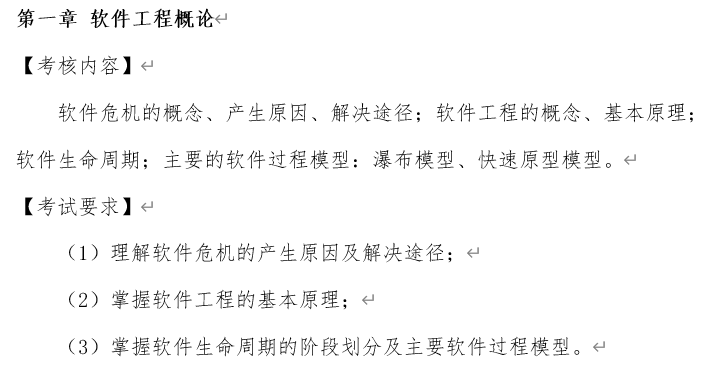 第一章 软件工程概论
【考核内容】
软件危机的概念、产生原因、解决途径；软件工程的概念、基本原理；
软件生命周期；主要的软件过程模型：瀑布模型、快速原型模型。
【考试要求】
（1）理解软件危机的产生原因及解决途径；
（2）掌握软件工程的基本原理；
（3）掌握软件生命周期的阶段划分及主要软件过程模型。